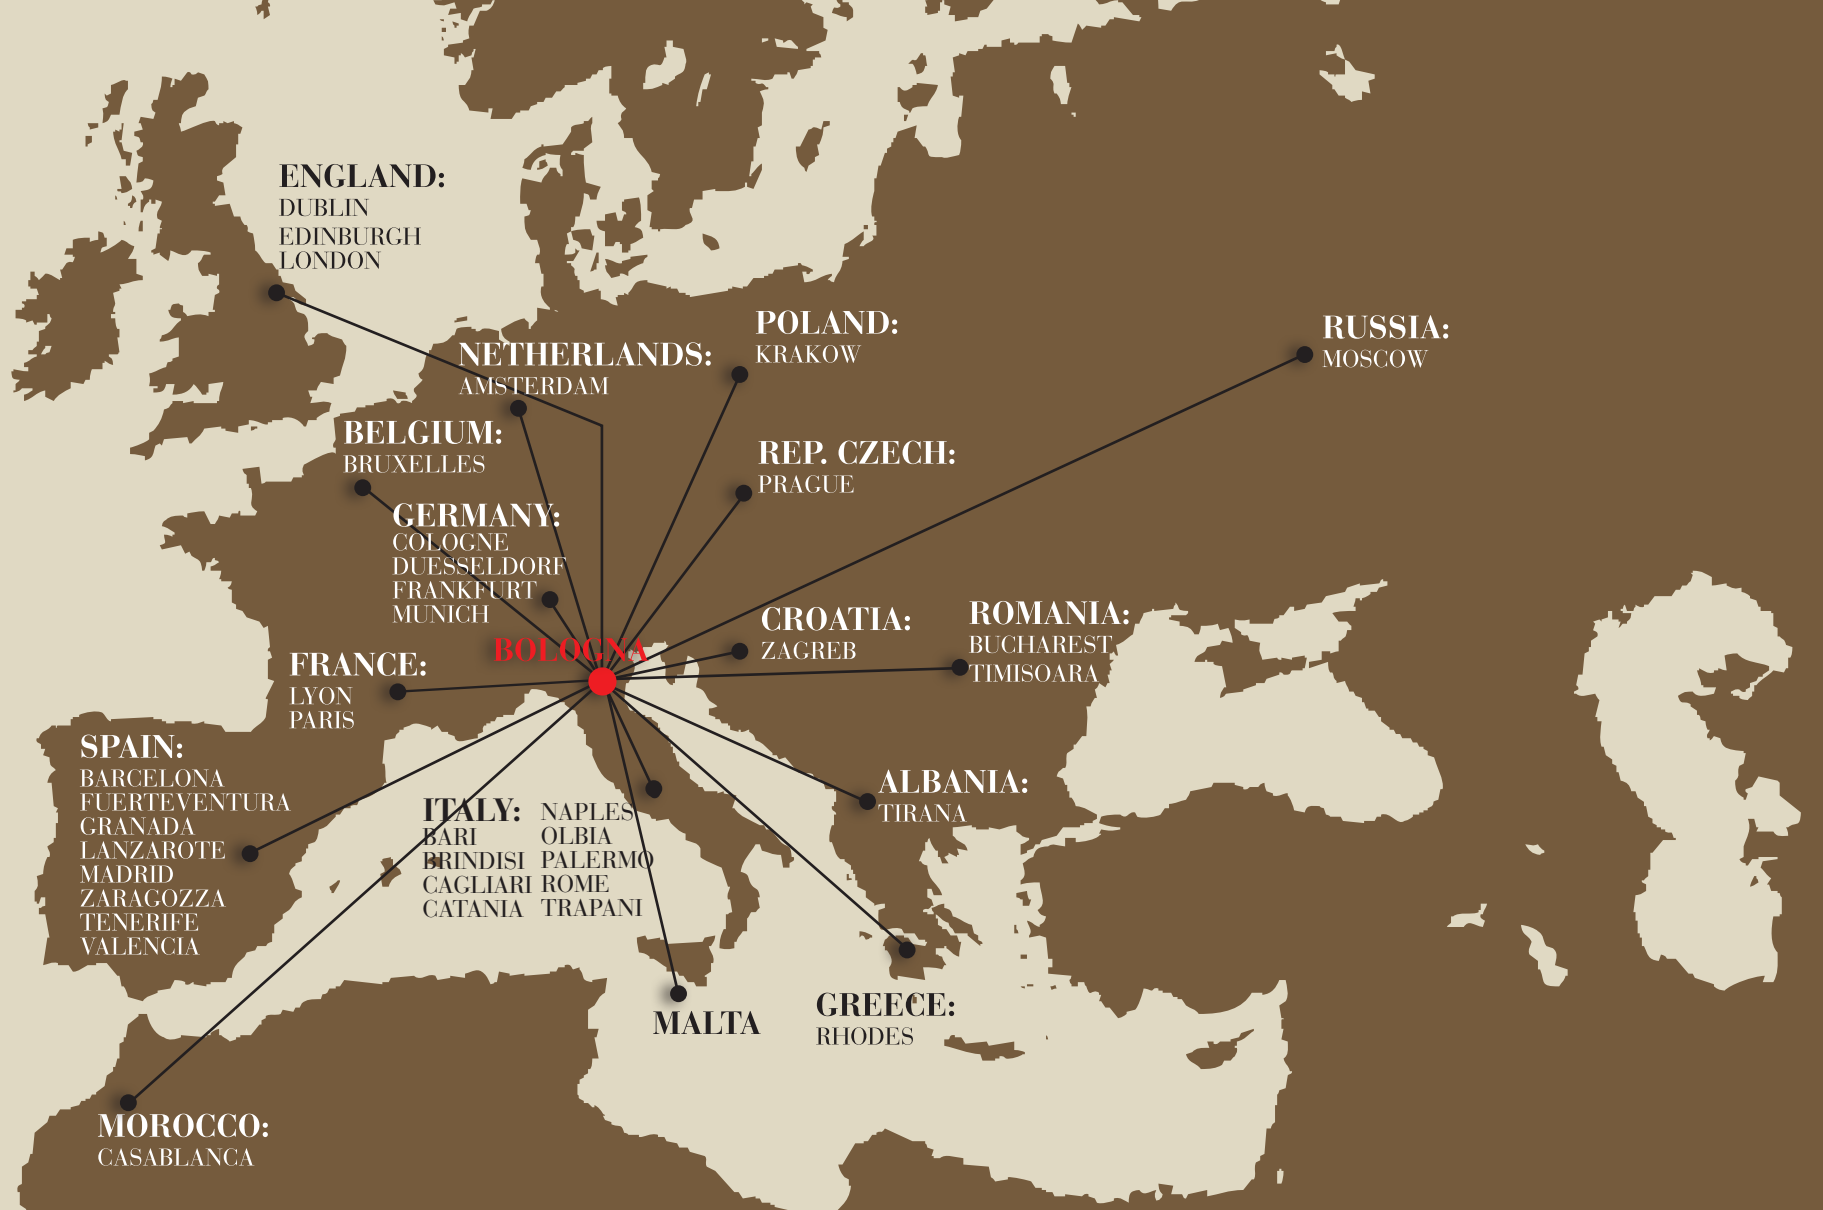 ENGLAND:
DUBLIN
EDINBURGH
LONDON
NETHERLANDS:
AMSTERDAM
POLAND:
KRAKOW
RUSSIA:
MOSCOW
BELGIUM:
BRUXELLES
REP. CZECH:
PRAGUE
GERMANY:
COLOGNE
DUESSELDORF
FRANKFURT
MUNICH
CROATIA:
ZAGREB
ROMANIA:
BUCHAREST
TIMISOARA
BOLOGNA
FRANCE:
LYON
PARIS
SPAIN:
BARCELONA
FUERTEVENTURA
GRANADA
LANZAROTE
MADRID
ZARAGOZZA
TENERIFE
VALENCIA
ITALY:
BARI
BRINDISI
CAGLIARI
CATANIA
NAPLES
OLBIA
PALERMO
ROME
TRAPANI
ALBANIA:
TIRANA
MALTA
GREECE:
RHODES
MOROCCO:
CASABLANCA